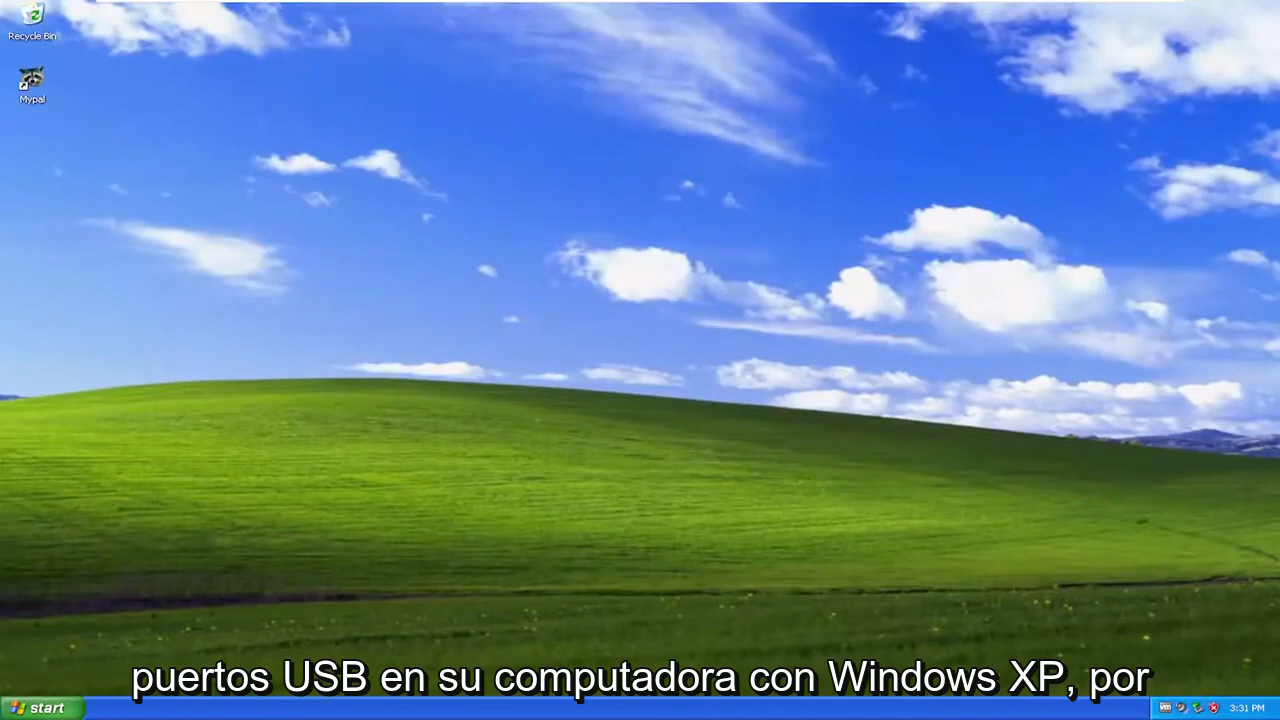 Recycle Bin
Mypal
puertos USB en su computadora con Windows XP, por
start
3:31 PM